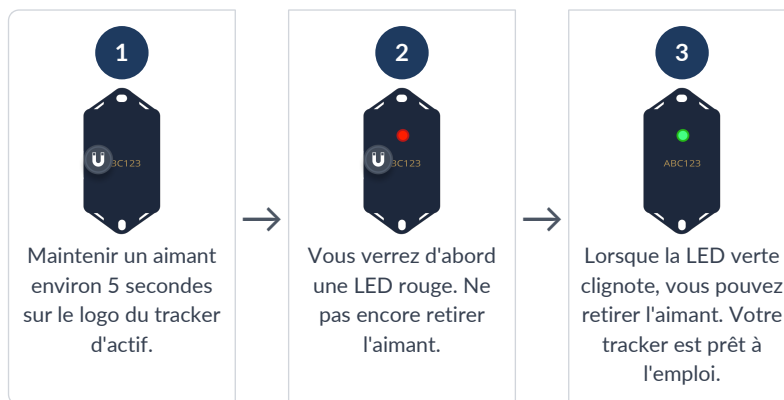 1
BC123
Maintenir un aimant
environ 5 secondes
sur le logo du tracker
d'actif.
2
BC123
Vous verrez d'abord
une LED rouge. Ne
pas encore retirer
l'aimant.
3
ABC123
Lorsque la LED verte
clignote, vous pouvez
retirer l'aimant. Votre
tracker est prêt à
l'emploi.